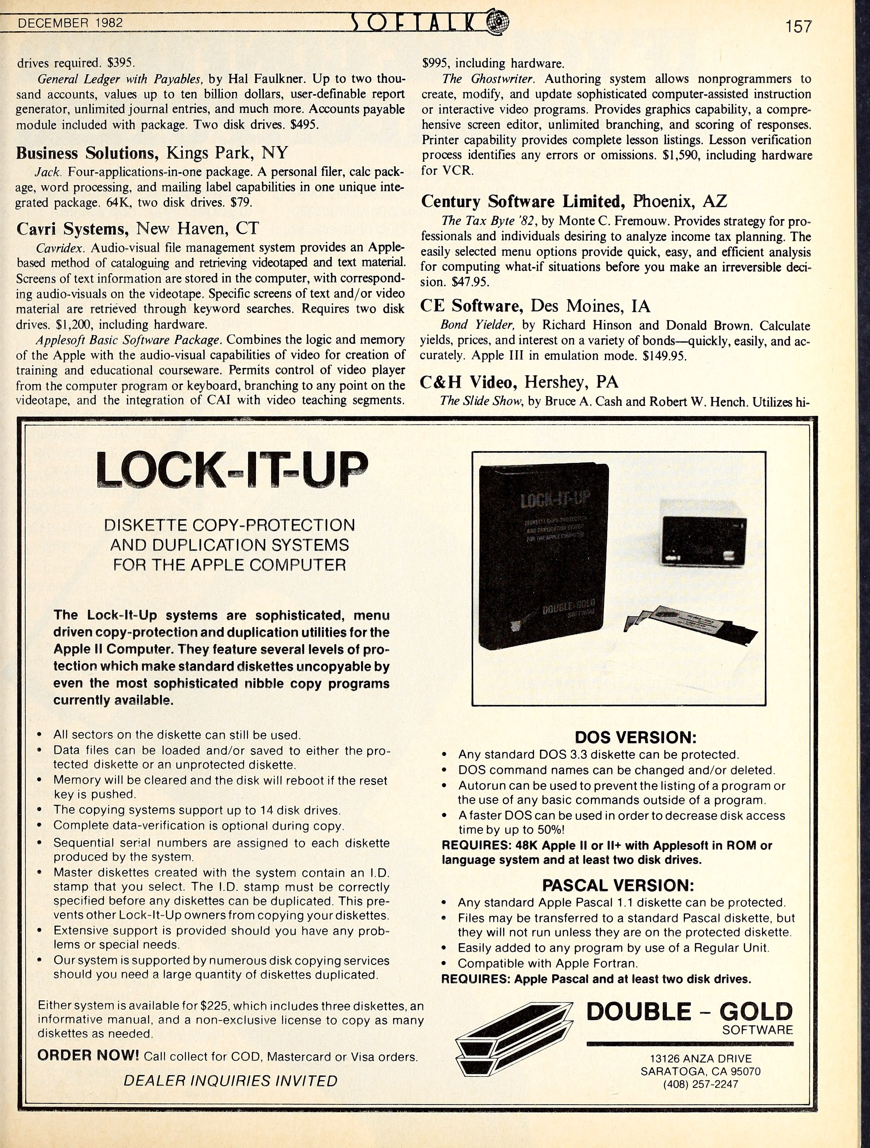 DECEMBER 1982
SOFTALK
157
drives required. $395.
General Ledger with Payables, by Hal Faulkner. Up to two thou-
sand accounts, values up to ten billion dollars, user-definable report
generator, unlimited journal entries, and much more. Accounts payable
module included with package. Two disk drives. $495.
Business Solutions, Kings Park, NY
Jack. Four-applications-in-one package. A personal filer, calc pack-
age, word processing, and mailing label capabilities in one unique inte-
grated package. 64K, two disk drives. $79.
Cavri Systems, New Haven, CT
Cavridex. Audio-visual file management system provides an Apple-
based method of cataloguing and retrieving videotaped and text material.
Screens of text information are stored in the computer, with correspond-
ing audio-visuals on the videotape. Specific screens of text and/or video
material are retrieved through keyword searches. Requires two disk
drives. $1,200, including hardware.
Applesoft Basic Software Package. Combines the logic and memory
of the Apple with the audio-visual capabilities of video for creation of
training and educational courseware. Permits control of video player
from the computer program or keyboard, branching to any point on the
videotape, and the integration of CAI with video teaching segments.
$995, including hardware.
The Ghostwriter. Authoring system allows nonprogrammers to
create, modify, and update sophisticated computer-assisted instruction
or interactive video programs. Provides graphics capability, a compre-
hensive screen editor, unlimited branching, and scoring of responses.
Printer capability provides complete lesson listings. Lesson verification
process identifies any errors or omissions. $1,590, including hardware
for VCR.
Century Software Limited, Phoenix, AZ
The Tax Byte '82, by Monte C. Fremouw. Provides strategy for pro-
fessionals and individuals desiring to analyze income tax planning. The
easily selected menu options provide quick, easy, and efficient analysis
for computing what-if situations before you make an irreversible deci-
sion. $47.95.
CE Software, Des Moines, IA
Bond Yielder, by Richard Hinson and Donald Brown. Calculate
yields, prices, and interest on a variety of bonds—quickly, easily, and ac-
curately. Apple III in emulation mode. $149.95.
C&H Video, Hershey, PA
The Slide Show, by Bruce A. Cash and Robert W. Hench. Utilizes hi-
LOCK-IT-UP
DISKETTE COPY-PROTECTION
AND DUPLICATION SYSTEMS
FOR THE APPLE COMPUTER
The Lock-It-Up systems are sophisticated, menu
driven copy-protection and duplication utilities for the
Apple II Computer. They feature several levels of pro-
tection which make standard diskettes uncopyable by
even the most sophisticated nibble copy programs
currently available.
• All sectors on the diskette can still be used.
• Data files can be loaded and/or saved to either the pro-
tected diskette or an unprotected diskette.
• Memory will be cleared and the disk will reboot if the reset
key is pushed.
• The copying systems support up to 14 disk drives.
• Complete data-verification is optional during copy.
• Sequential serial numbers are assigned to each diskette
produced by the system.
• Master diskettes created with the system contain an I.D.
stamp that you select. The I.D. stamp must be correctly
specified before any diskettes can be duplicated. This pre-
vents other Lock-It-Up owners from copying your diskettes.
• Extensive support is provided should you have any prob-
lems or special needs.
• Our system is supported by numerous disk copying services
should you need a large quantity of diskettes duplicated.
Either system is available for $225, which includes three diskettes, an
informative manual, and a non-exclusive license to copy as many
diskettes as needed.
ORDER NOW! Call collect for COD, Mastercard or Visa orders.
DEALER INQUIRIES INVITED
LOCK-IT-UP
DISKETTE COPY-PROTECTION
AND DUPLICATION SYSTEMS
FOR THE APPLE COMPUTER
DOUBLE-GOLD
SOFTWARE
DOS VERSION:
• Any standard DOS 3.3 diskette can be protected.
• DOS command names can be changed and/or deleted.
• Autorun can be used to prevent the listing of a program or
the use of any basic commands outside of a program.
• A faster DOS can be used in order to decrease disk access
time by up to 50%!
REQUIRES: 48K Apple II or II+ with Applesoft in ROM or
language system and at least two disk drives.
PASCAL VERSION:
• Any standard Apple Pascal 1.1 diskette can be protected.
• Files may be transferred to a standard Pascal diskette, but
they will not run unless they are on the protected diskette.
• Easily added to any program by use of a Regular Unit.
• Compatible with Apple Fortran.
REQUIRES: Apple Pascal and at least two disk drives.
DOUBLE – GOLD
SOFTWARE
13126 ANZA DRIVE
SARATOGA, CA 95070
(408) 257-2247